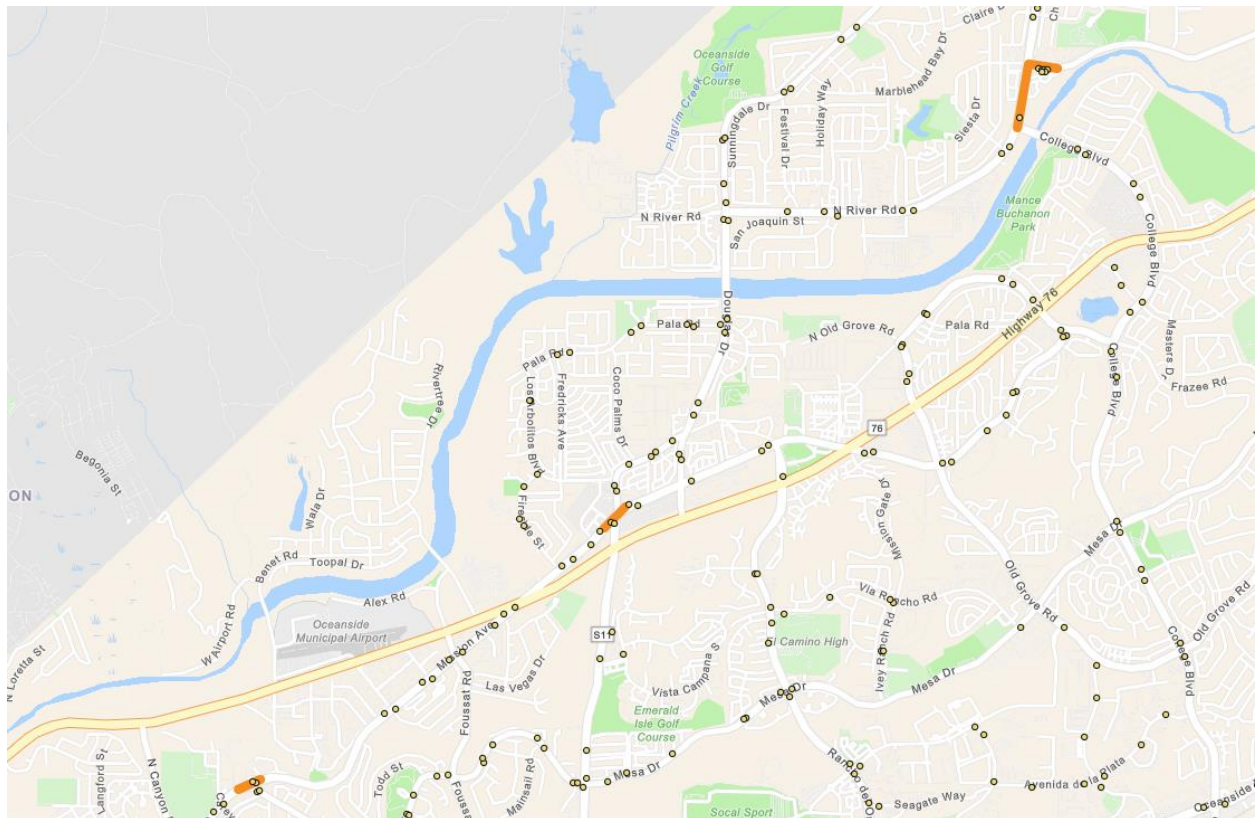 Claire D
Ch
Oceanside
Golf
Course
Marblehead Bay Dr
Pilgrim Creek
Sunningdale Dr
Festival Dr
Holiday Way
Siesta Dr
College Blvd
Mance
Buchanon
Park
N River Rd
San Joaquin St
N River Rd
College Blvd
Highway 76
Douglas Dr
Pala Rd
N Old Grove Rd
Pala Rd
Masters Dr
Frazee Rd
Pala Rd
Los Arbolitos Blvd
Fredricks Ave
Coco Palms Dr
College Blvd
Rivertree Dr
76
Begonia St
ON
Wala Dr
Fireside St
Mission Gate Dr
Mesa Dr
Benet Rd
Toopal Dr
Alex Rd
Via Rancho Rd
Old Grove Rd
Old Grove Rd
W Airport Rd
Oceanside
Municipal Airport
Mission Ave
S11
El Camino High
Ivey Ranch Rd
College Blvd
N Loretta St
Las Vegas Dr
Vista Campana S
Mesa Dr
Mesa Dr
Foussat Rd
Emerald
Isle Golf
Course
Langford St
N Canyon
Todd St
Mainsail Rd
Mesa Dr
Avenida de la Plata
Seagate Way
Socal Sport